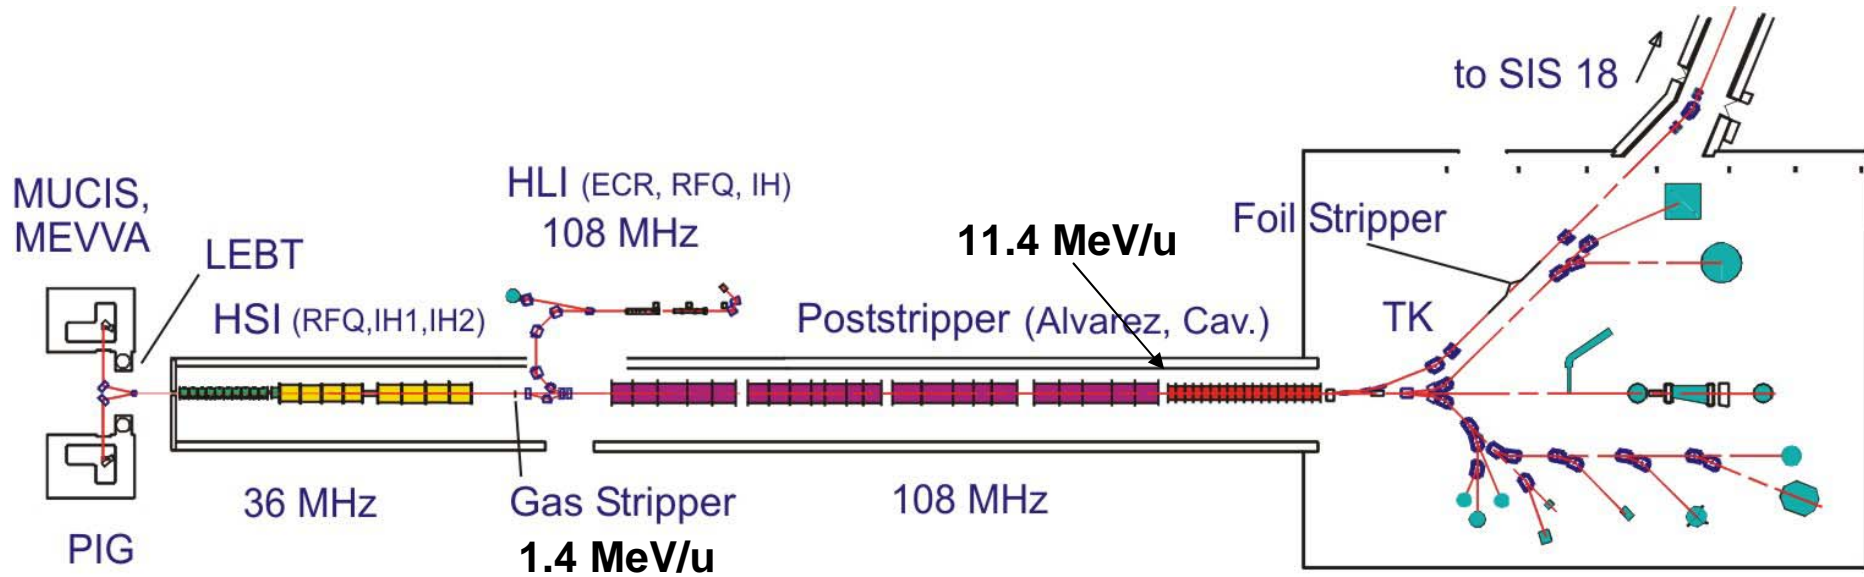 to SIS 18
HLI (ECR, RFQ, IH)
108 MHz
MUCIS,
MEVVA
LEBT
Foil Stripper
11.4 MeV/u
HSI (RFQ,IH1,IH2)
Poststripper (Alvarez, Cav.)
TK
36 MHz
Gas Stripper
1.4 MeV/u
108 MHz
PIG